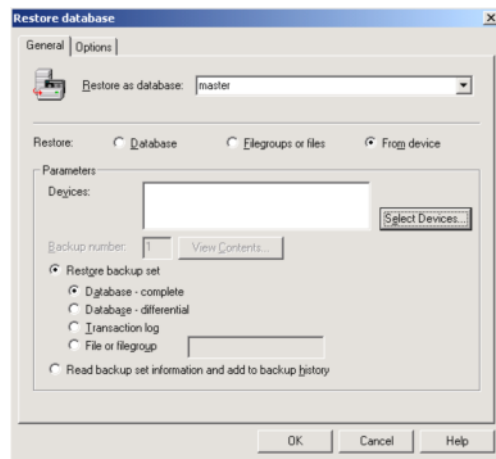 Restore database
General Options
Restore as database: master
Restore: Database Filegroups or files From device
Parameters
Devices:
Select Devices...
Backup number: 1 View Contents...
Restore backup set
Database - complete
Database - differential
Transaction log
File or filegroup
Read backup set information and add to backup history
OK Cancel Help